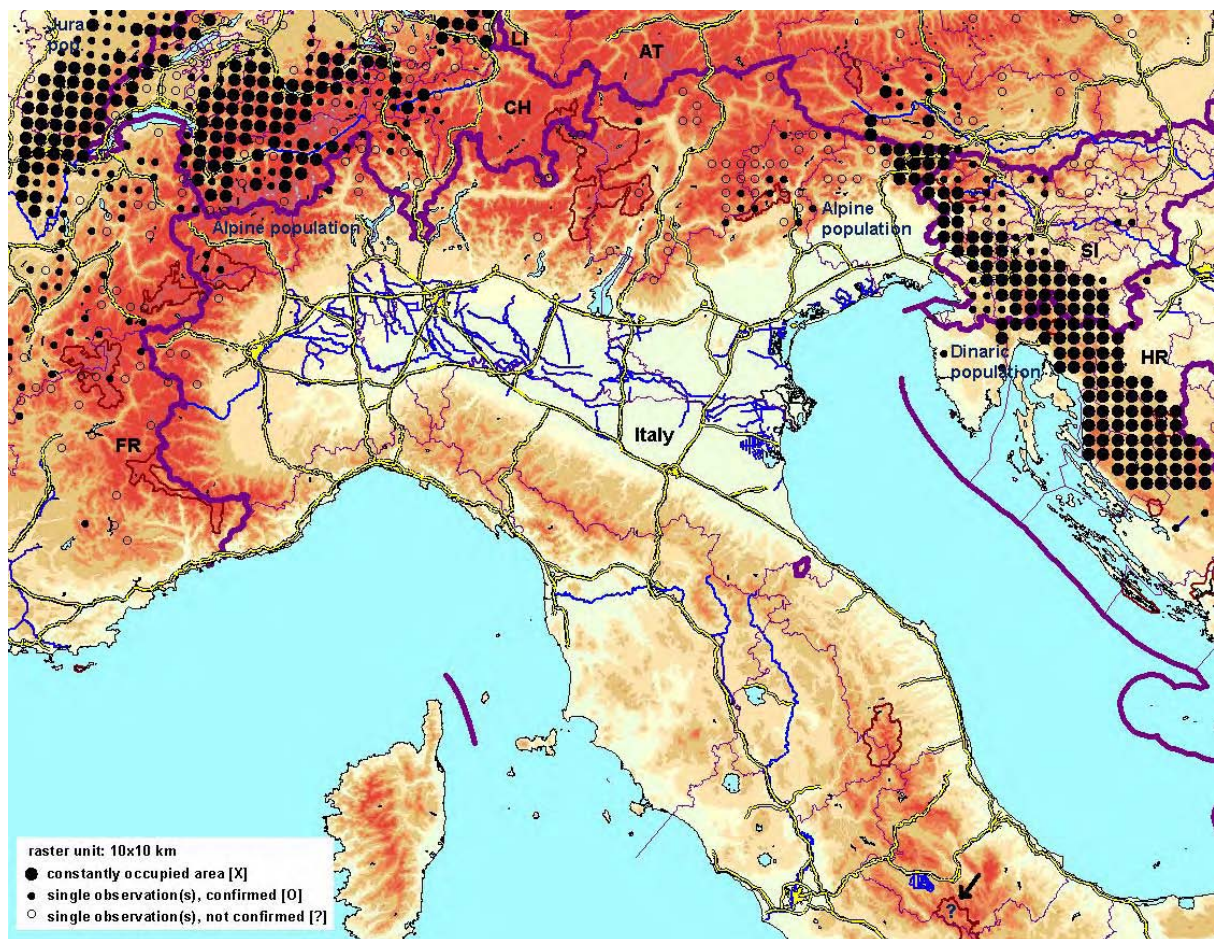 Jura
pop.
LI
AT
CH
Alpine population
Alpine
population
SI
HR
Dinaric
population
Italy
FR
?
raster unit: 10x10 km
constantly occupied area [X]
single observation(s), confirmed [O]
single observation(s), not confirmed [?]